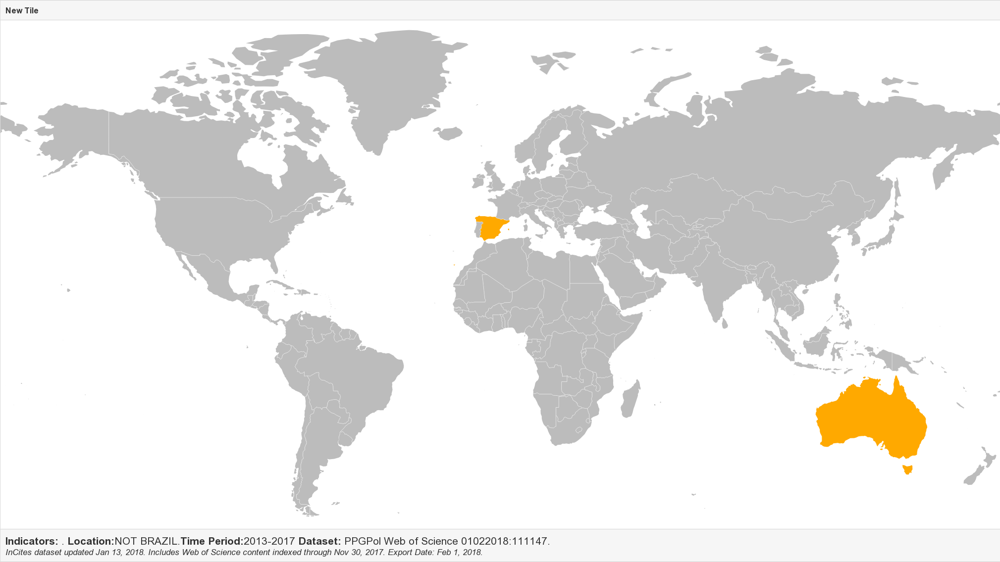 New Tile
Indicators: . Location:NOT BRAZIL.Time Period:2013-2017 Dataset: PPGPol Web of Science 01022018:111147.
InCites dataset updated Jan 13, 2018. Includes Web of Science content indexed through Nov 30, 2017. Export Date: Feb 1, 2018.